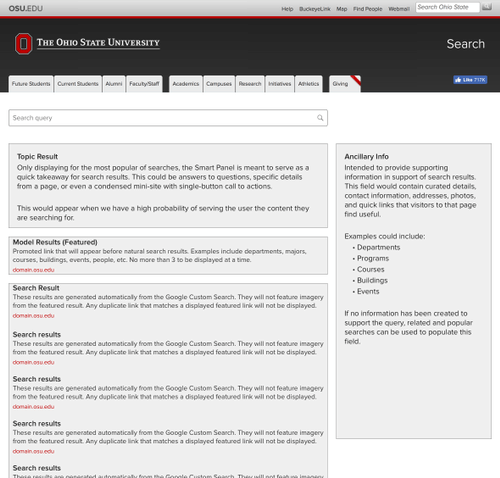 OSU.EDU
Help BuckeyeLink Map Find People Webmail Search Ohio State
THE OHIO STATE UNIVERSITY
Search
Future Students Current Students Alumni Faculty/Staff Academics Campuses Research Initiatives Athletics Giving
Like 717K
Search query
Topic Result
Only displaying for the most popular of searches, the Smart Panel is meant to serve as a
quick takeaway for search results. This could be answers to questions, specific details
from a page, or even a condensed mini-site with single-button call to actions.
This would appear when we have a high probability of serving the user the content they
are searching for.
Model Results (Featured)
Promoted link that will appear before natural search results. Examples include departments, majors,
courses, buildings, events, people, etc. No more than 3 to be displayed at a time.
domain.osu.edu
Search Result
These results are generated automatically from the Google Custom Search. They will not feature imagery
from the featured result. Any duplicate link that matches a displayed featured link will not be displayed.
domain.osu.edu
Search results
These results are generated automatically from the Google Custom Search. They will not feature imagery
from the featured result. Any duplicate link that matches a displayed featured link will not be displayed.
domain.osu.edu
Search results
These results are generated automatically from the Google Custom Search. They will not feature imagery
from the featured result. Any duplicate link that matches a displayed featured link will not be displayed.
domain.osu.edu
Search results
These results are generated automatically from the Google Custom Search. They will not feature imagery
from the featured result. Any duplicate link that matches a displayed featured link will not be displayed.
domain.osu.edu
Search results
These results are generated automatically from the Google Custom Search. They will not feature imagery
Ancillary Info
Intended to provide supporting
information in support of search results.
This field would contain curated details,
contact information, addresses, photos,
and quick links that visitors to that page
find useful.
Examples could include:
• Departments
• Programs
• Courses
• Buildings
• Events
If no information has been created to
support the query, related and popular
searches can be used to populate this
field.